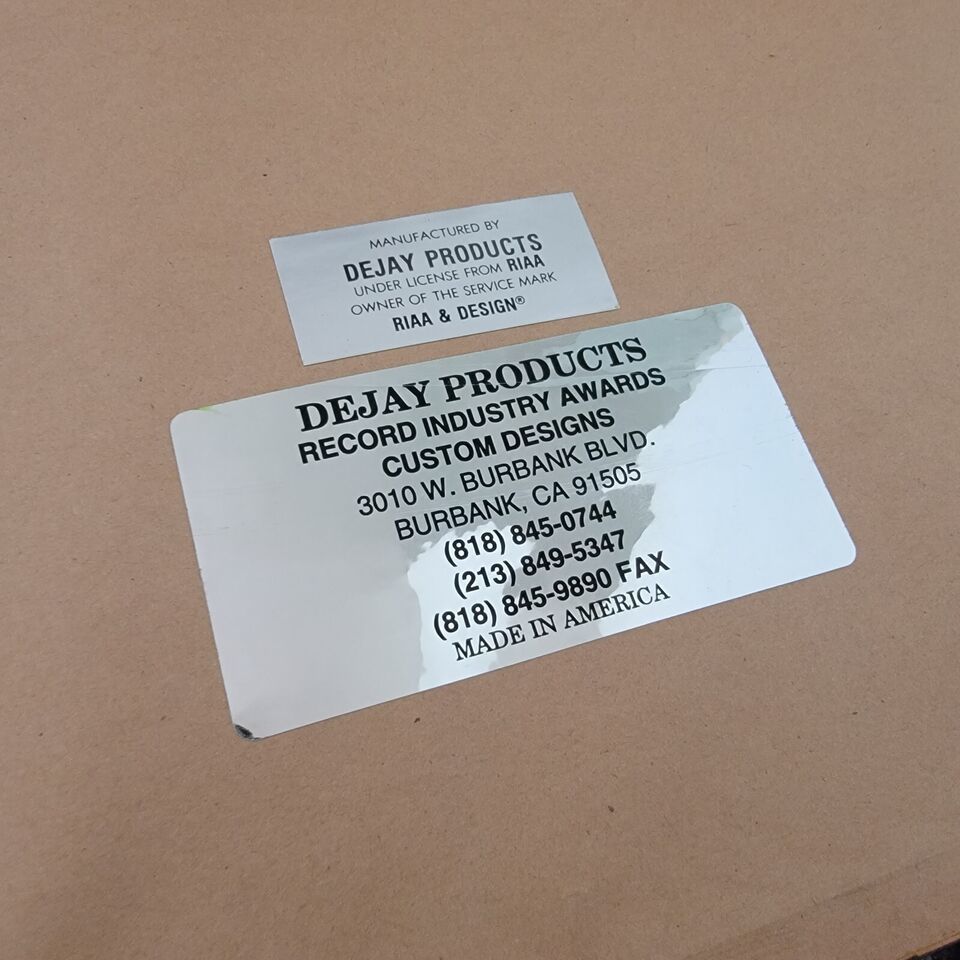 MANUFACTURED BY
DEJAY PRODUCTS
UNDER LICENSE FROM RIAA
OWNER OF THE SERVICE MARK
RIAA & DESIGN®
DEJAY PRODUCTS
RECORD INDUSTRY AWARDS
CUSTOM DESIGNS
3010 W. BURBANK BLVD.
BURBANK, CA 91505
(818) 845-0744
(213) 849-5347
(818) 845-9890 FAX
MADE IN AMERICA